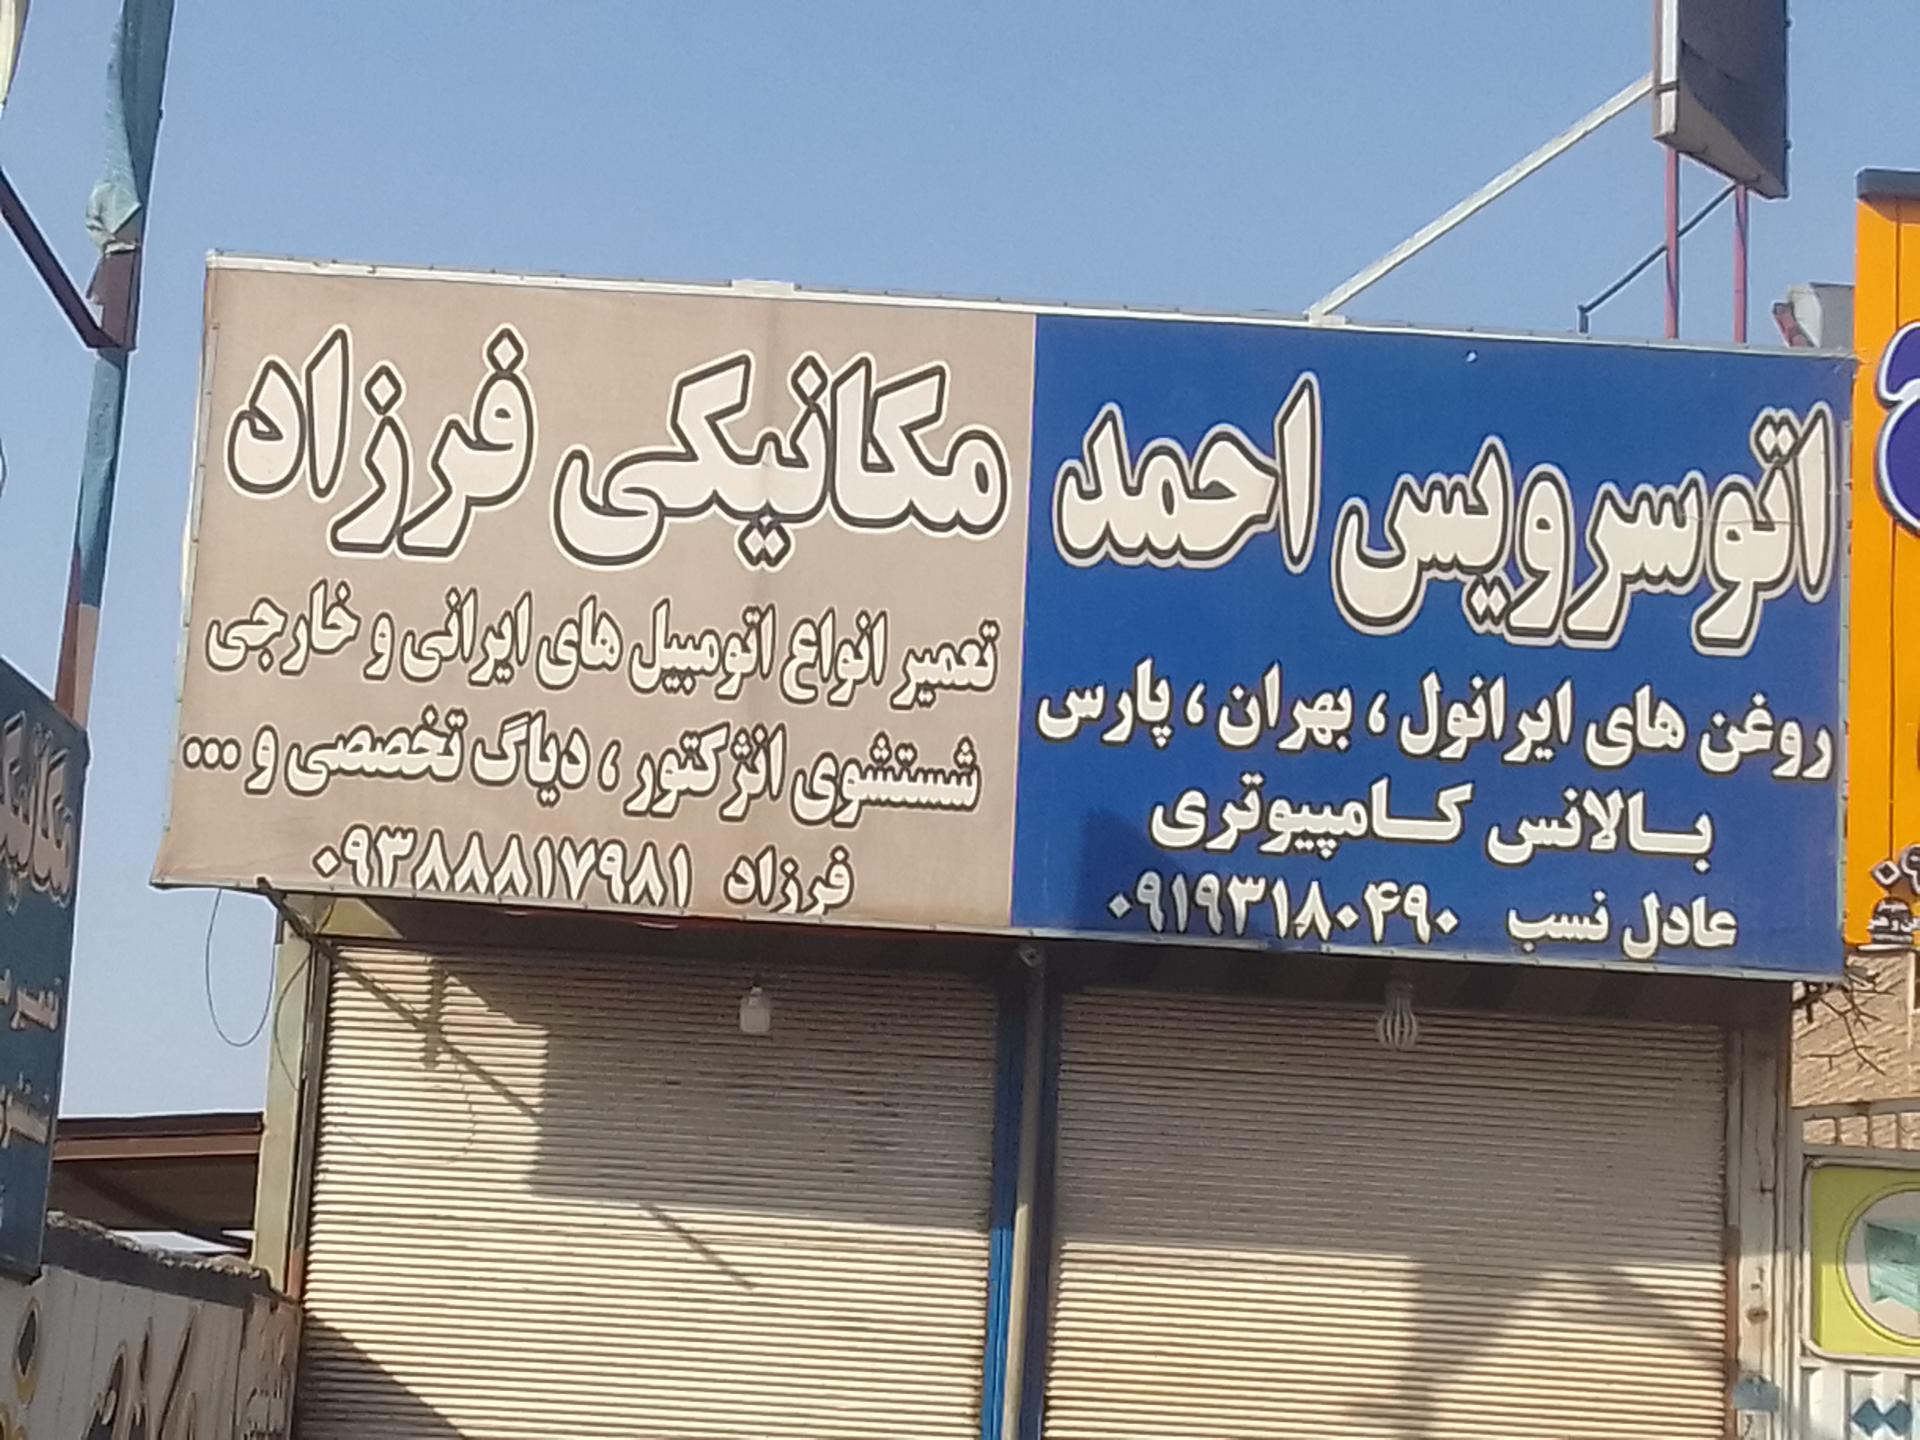 اتوسرویس احمد
روغن های ایرانول ، بهران ، پارس
بالانس کامپیوتری
عادل نسب ۰۹۱۹۳۱۸۰۴۹۰
مکانیکی فرزاد
تعمیر انواع اتومبیل های ایرانی و خارجی
شستشوی انژکتور ، دیاگ تخصصی و ...
فرزاد ۰۹۳۸۸۸۱۷۹۸۱